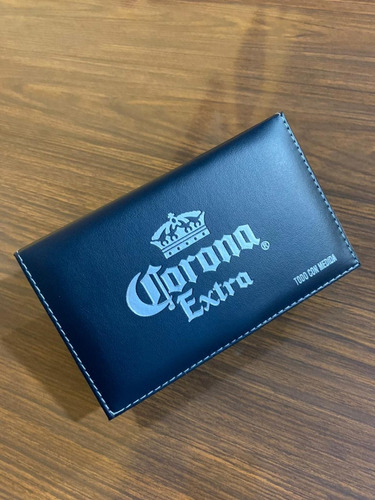 Corona
Extra
®
TODO CON MEDIDA